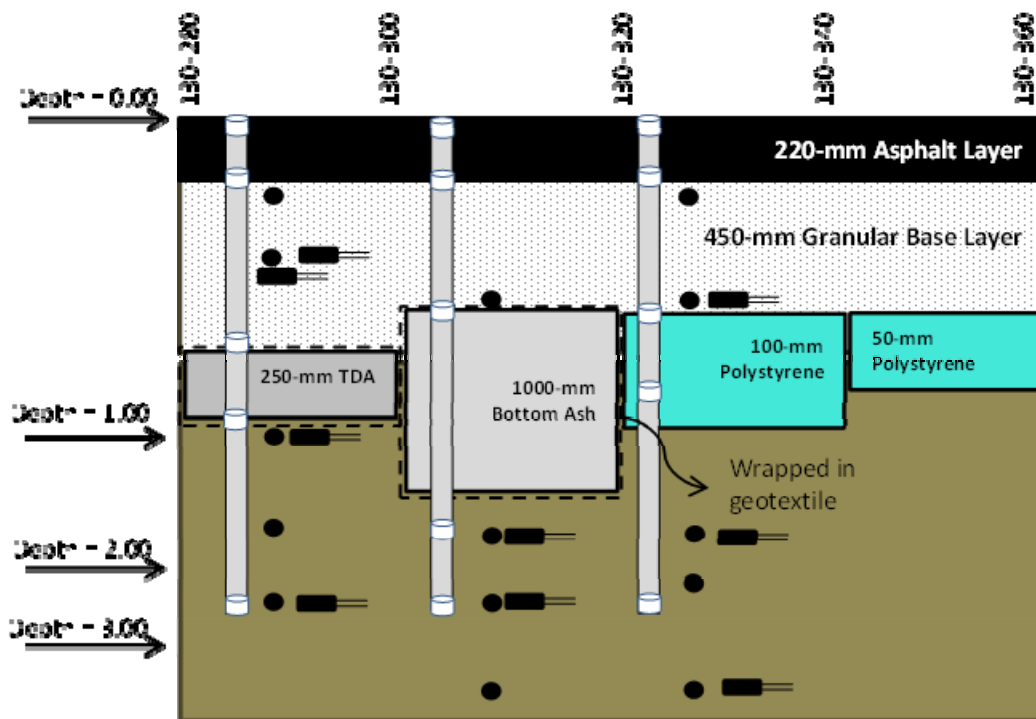 130-280
130-300
130-320
130-340
130-360
Depth = 0.00
220-mm Asphalt Layer
450-mm Granular Base Layer
250-mm TDA
1000-mm
Bottom Ash
100-mm
Polystyrene
50-mm
Polystyrene
Depth = 1.00
Wrapped in
geotextile
Depth = 2.00
Depth = 3.00